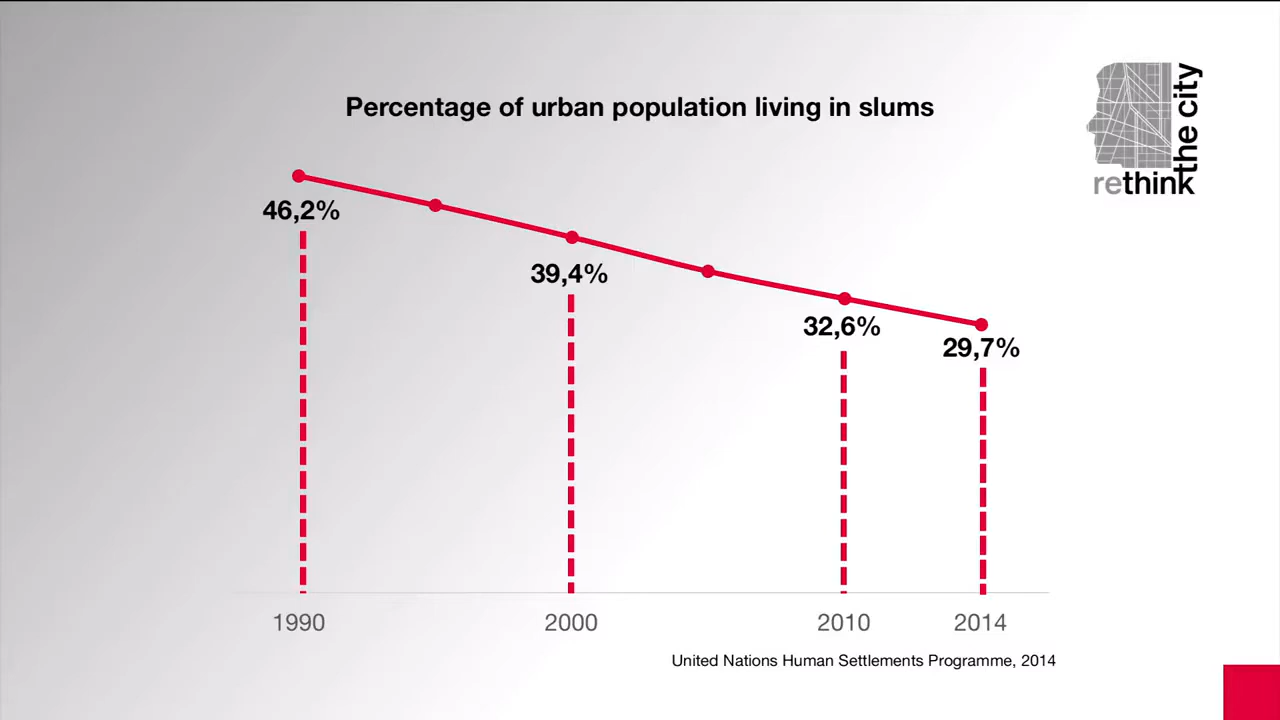 Percentage of urban population living in slums
the city
rethink
46,2%
39,4%
32,6%
29,7%
1990 2000 2010 2014
United Nations Human Settlements Programme, 2014